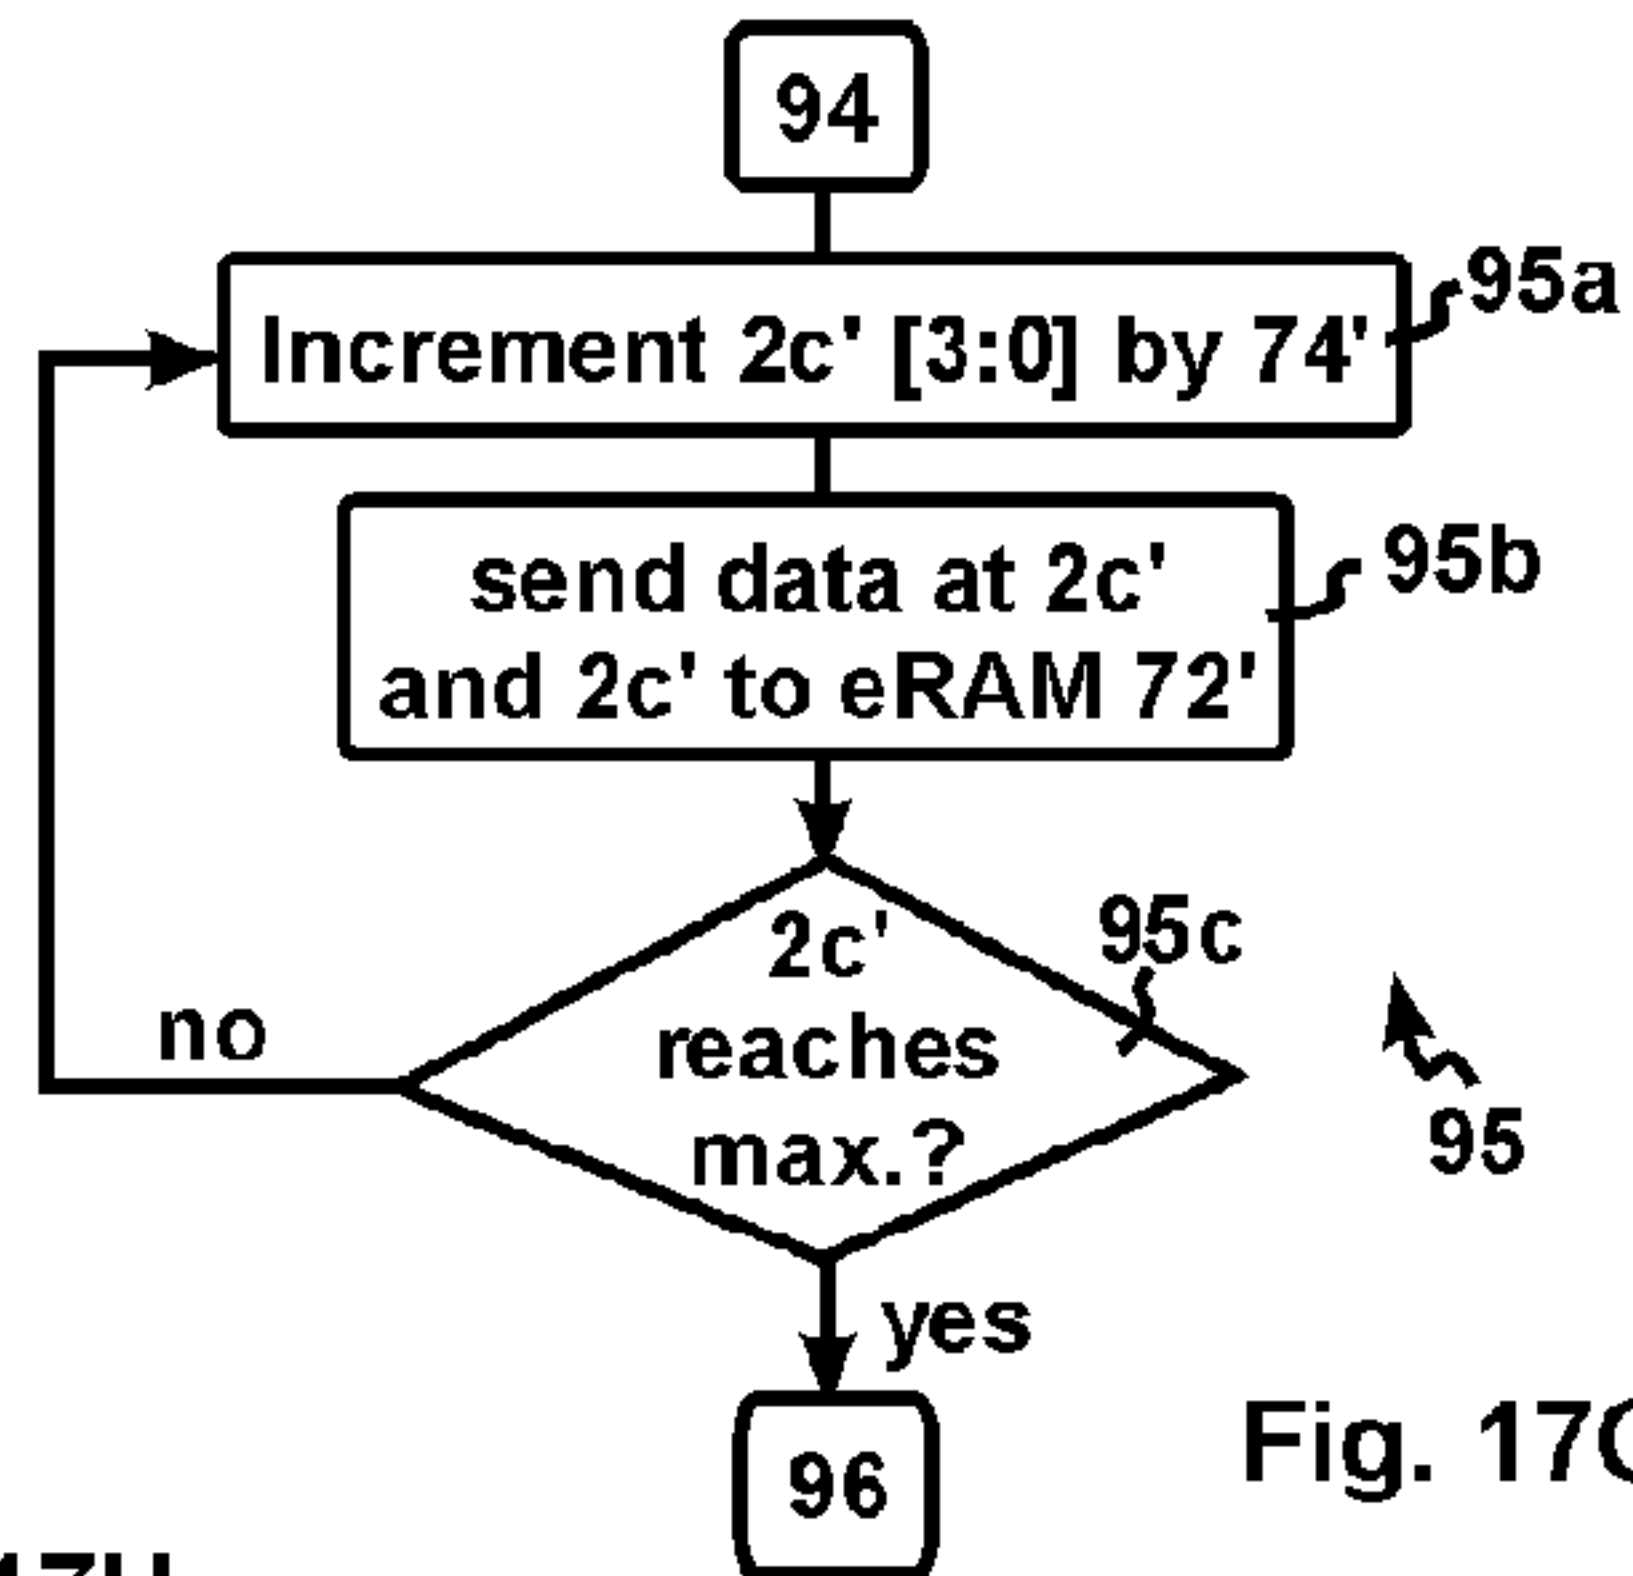 94
Increment 2c' [3:0] by 74'
95a
send data at 2c'
and 2c' to eRAM 72'
95b
2c'
reaches
max.?
95c
no
95
yes
96
Fig.